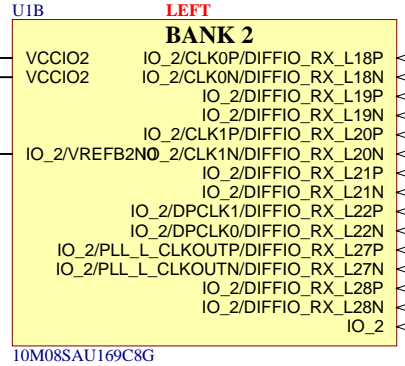 U1B LEFT
BANK 2
VCCIO2 IO_2/CLK0P/DIFFIO_RX_L18P
VCCIO2 IO_2/CLK0N/DIFFIO_RX_L18N
IO_2/DIFFIO_RX_L19P
IO_2/DIFFIO_RX_L19N
IO_2/CLK1P/DIFFIO_RX_L20P
IO_2/VREFB2N0 IO_2/CLK1N/DIFFIO_RX_L20N
IO_2/DIFFIO_RX_L21P
IO_2/DIFFIO_RX_L21N
IO_2/DPCLK1/DIFFIO_RX_L22P
IO_2/DPCLK0/DIFFIO_RX_L22N
IO_2/PLL_L_CLKOUTP/DIFFIO_RX_L27P
IO_2/PLL_L_CLKOUTN/DIFFIO_RX_L27N
IO_2/DIFFIO_RX_L28P
IO_2/DIFFIO_RX_L28N
IO_2
10M08SAU169C8G